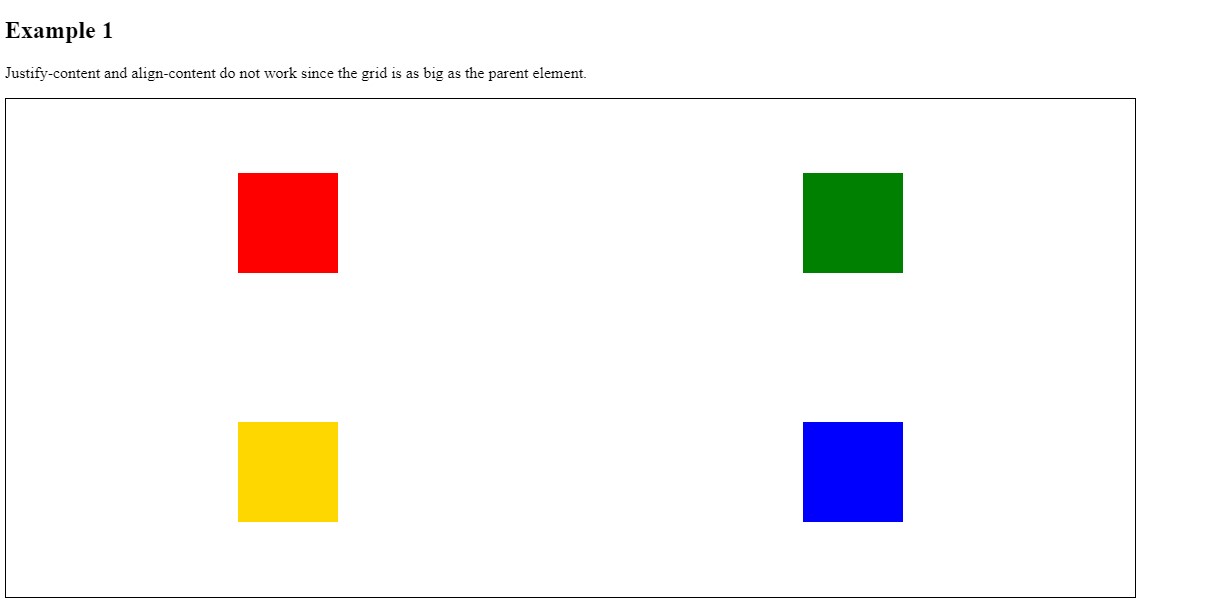 Example 1
Justify-content and align-content do not work since the grid is as big as the parent element.